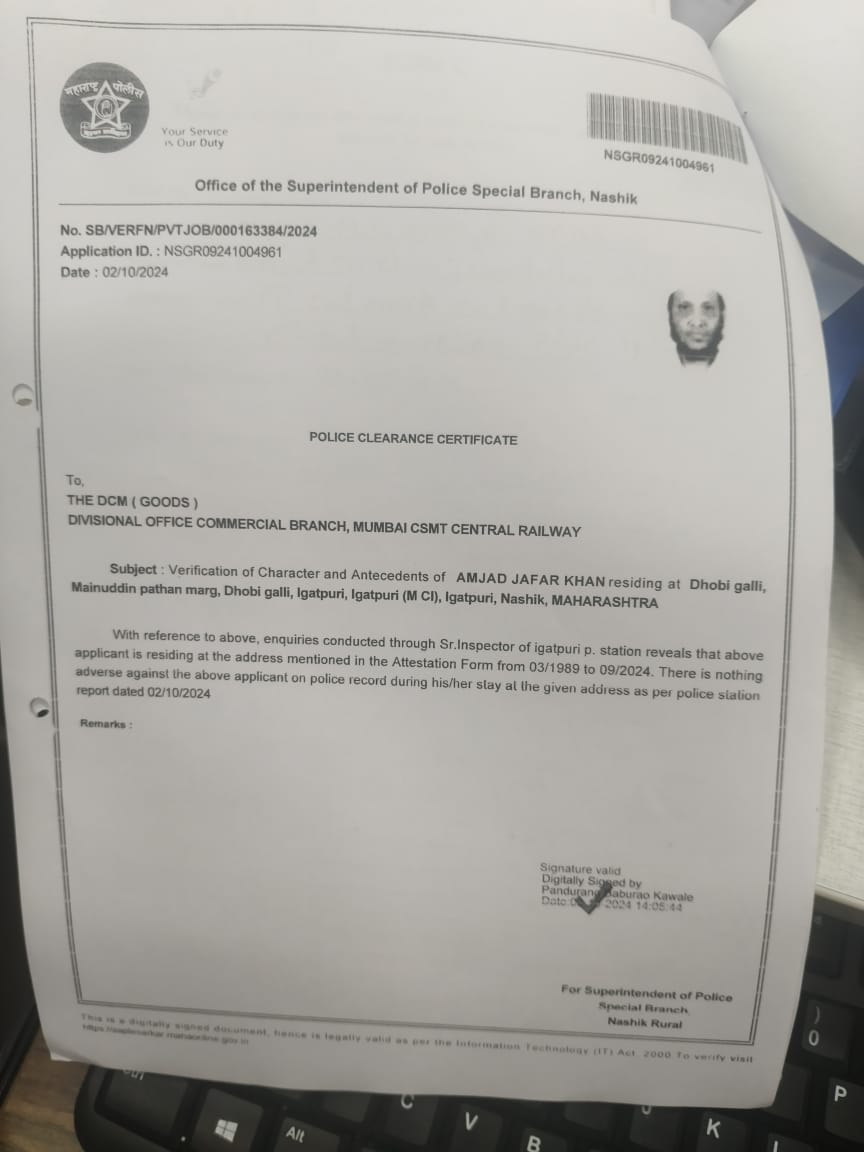 महाराष्ट्र पोलीस
Your Service
is Our Duty
NSGR09241004961
Office of the Superintendent of Police Special Branch, Nashik
No. SB/VERFN/PVTJOB/000163384/2024
Application ID. : NSGR09241004961
Date : 02/10/2024
POLICE CLEARANCE CERTIFICATE
To,
THE DCM ( GOODS )
DIVISIONAL OFFICE COMMERCIAL BRANCH, MUMBAI CSMT CENTRAL RAILWAY
Subject : Verification of Character and Antecedents of AMJAD JAFAR KHAN residing at Dhobi galli,
Mainuddin pathan marg, Dhobi galli, Igatpuri, Igatpuri (M Cl), Igatpuri, Nashik, MAHARASHTRA
With reference to above, enquiries conducted through Sr.Inspector of igatpuri p. station reveals that above
applicant is residing at the address mentioned in the Attestation Form from 03/1989 to 09/2024. There is nothing
adverse against the above applicant on police record during his/her stay at the given address as per police station
report dated 02/10/2024
Remarks :
Signature valid
Digitally Signed by
Pandurang Baburao Kawale
2024 14:05:44
For Superintendent of Police
Special Branch
Nashik Rural
This is a digitally signed document, hence is legally valid as per the Information Technology (IT) Act, 2000 To verify visit
https://aaplesarkar.mahaonline.gov.in
0
P
C
V
B
K
Alt